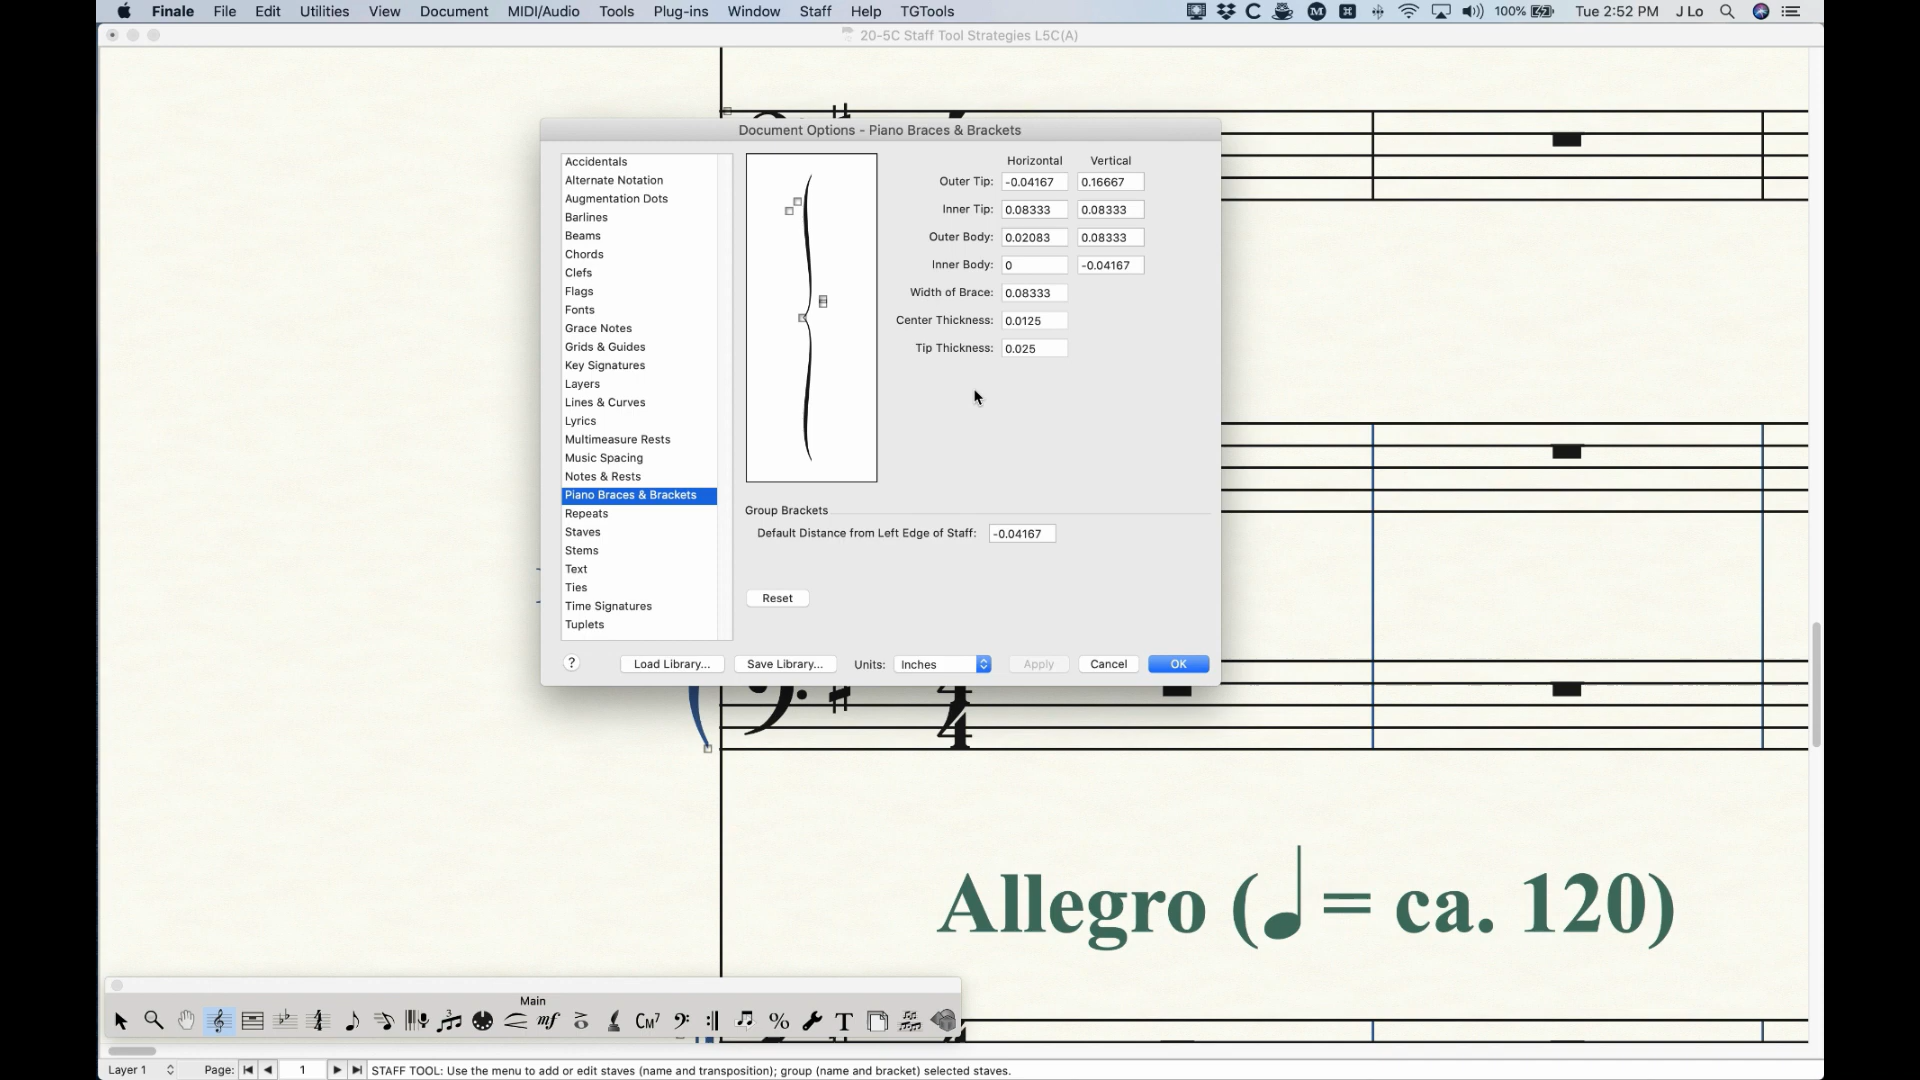 Finale File Edit Utilities View Document MIDI/Audio Tools Plug-ins Window Staff Help TGTools 100% Tue 2:52 PM J Lo
20-5C Staff Tool Strategies L5C(A)
Document Options - Piano Braces & Brackets
Accidentals
Alternate Notation
Augmentation Dots
Barlines
Beams
Chords
Clefs
Flags
Fonts
Grace Notes
Grids & Guides
Key Signatures
Layers
Lines & Curves
Lyrics
Multimeasure Rests
Music Spacing
Notes & Rests
Piano Braces & Brackets
Repeats
Staves
Stems
Text
Ties
Time Signatures
Tuplets
Horizontal Vertical
Outer Tip: -0.04167 0.16667
Inner Tip: 0.08333 0.08333
Outer Body: 0.02083 0.08333
Inner Body: 0 -0.04167
Width of Brace: 0.08333
Center Thickness: 0.0125
Tip Thickness: 0.025
Group Brackets
Default Distance from Left Edge of Staff: -0.04167
Reset
? Load Library... Save Library... Units: Inches Apply Cancel OK
4
Allegro (♩ = ca. 120)
Main
mf CM7 % T
Layer 1 Page: 1 STAFF TOOL: Use the menu to add or edit staves (name and transposition); group (name and bracket) selected staves.